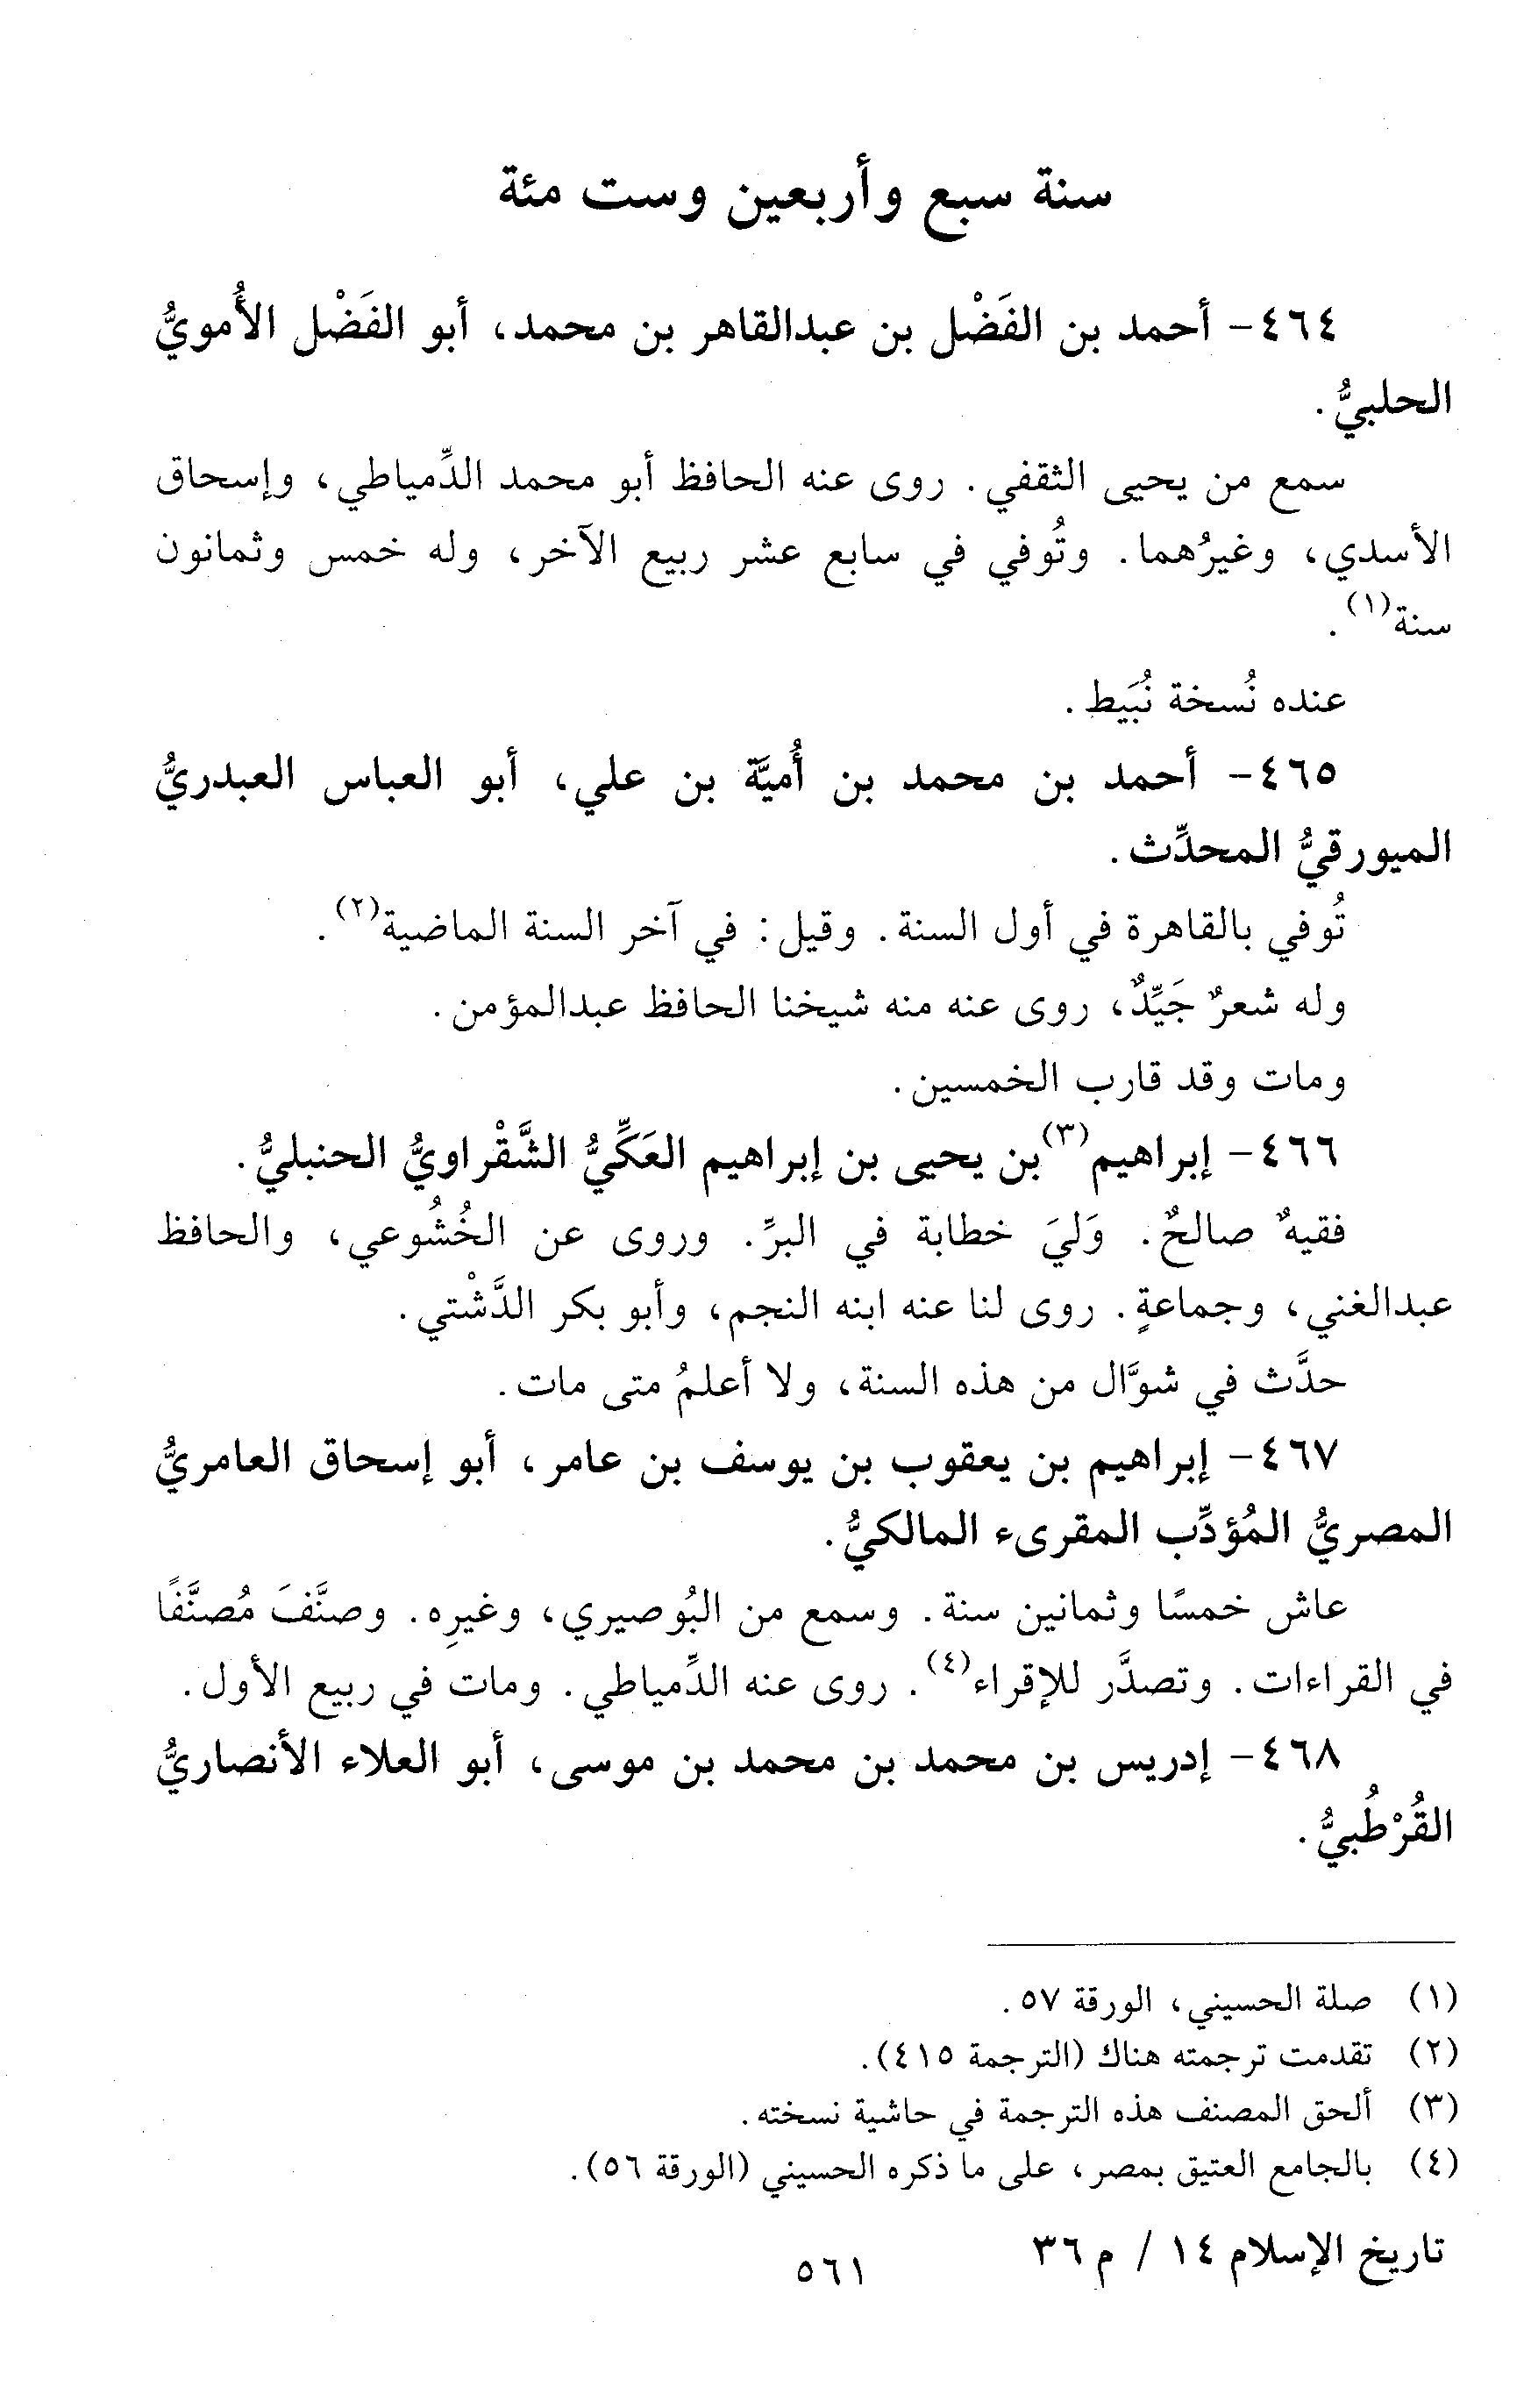 سنة سبع وأربعين وست مئة
٤٦٤- أحمد بن الفَضْل بن عبدالقاهر بن محمد، أبو الفَضْل الأُمويُّ
الحلبيُّ.
سمع من يحيى الثقفي. روى عنه الحافظ أبو محمد الدِّمياطي، وإسحاق
الأسدي، وغيرُهما. وتُوفي في سابع عشر ربيع الآخر، وله خمس وثمانون
سنة(١).
عنده نُسخة نُبَيط.
٤٦٥- أحمد بن محمد بن أُميَّة بن علي، أبو العباس العبدريُّ
الميورقيُّ المحدِّث.
تُوفي بالقاهرة في أول السنة. وقيل: في آخر السنة الماضية(٢).
وله شعرٌ جَيِّدٌ، روى عنه منه شيخنا الحافظ عبدالمؤمن.
ومات وقد قارب الخمسين.
٤٦٦- إبراهيم(٣) بن يحيى بن إبراهيم العَكِّيُّ الشَّقْراويُّ الحنبليُّ.
فقيهٌ صالحٌ. وَليَ خطابة في البرِّ. وروى عن الخُشُوعي، والحافظ
عبدالغني، وجماعةٍ. روى لنا عنه ابنه النجم، وأبو بكر الدَّشْتي.
حدَّث في شوَّال من هذه السنة، ولا أعلمُ متى مات.
٤٦٧- إبراهيم بن يعقوب بن يوسف بن عامر، أبو إسحاق العامريُّ
المصريُّ المُؤدِّب المقرىء المالكيُّ.
عاش خمسًا وثمانين سنة. وسمع من البُوصيري، وغيرِه. وصنَّفَ مُصنَّفًا
في القراءات. وتصدَّر للإقراء(٤). روى عنه الدِّمياطي. ومات في ربيع الأول.
٤٦٨- إدريس بن محمد بن محمد بن موسى، أبو العلاء الأنصاريُّ
القُرْطُبيُّ.
(١) صلة الحسيني، الورقة ٥٧.
(٢) تقدمت ترجمته هناك (الترجمة ٤١٥).
(٣) ألحق المصنف هذه الترجمة في حاشية نسخته.
(٤) بالجامع العتيق بمصر، على ما ذكره الحسيني (الورقة ٥٦).
تاريخ الإسلام ١٤ / م ٣٦
٥٦١